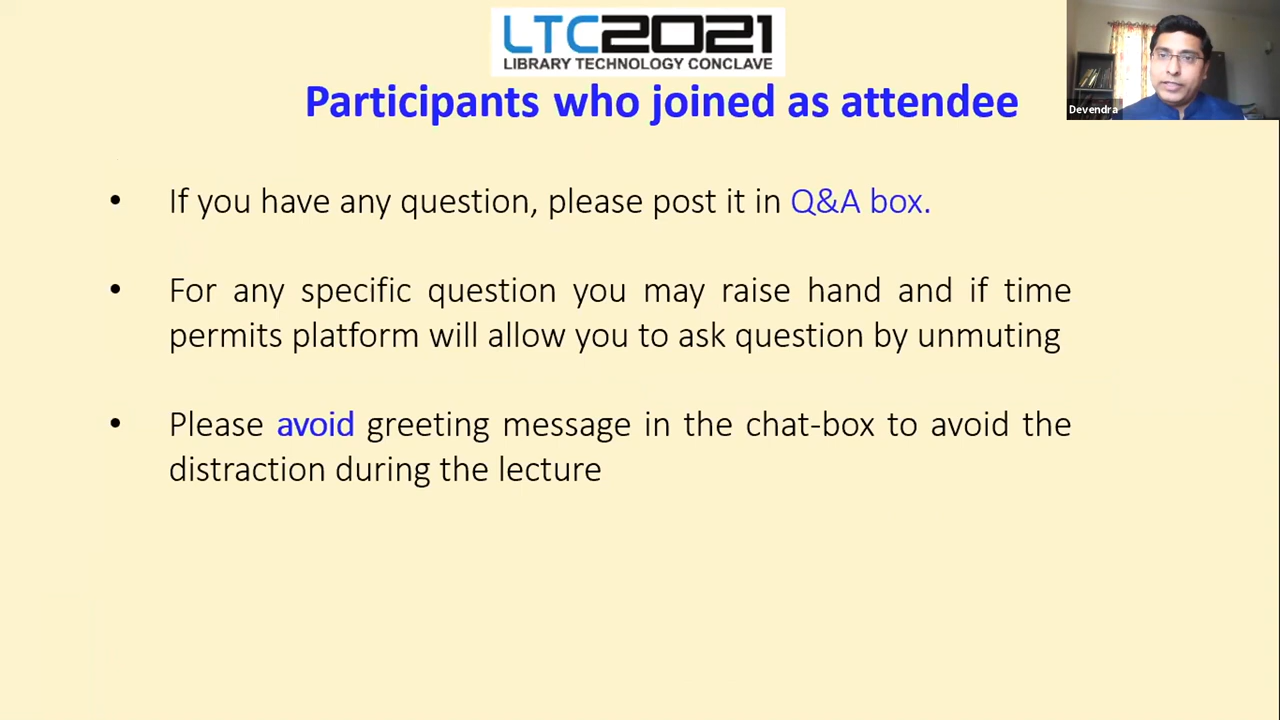 LTC2021
LIBRARY TECHNOLOGY CONCLAVE
Participants who joined as attendee
Devendra
• If you have any question, please post it in Q&A box.
• For any specific question you may raise hand and if time
permits platform will allow you to ask question by unmuting
• Please avoid greeting message in the chat-box to avoid the
distraction during the lecture